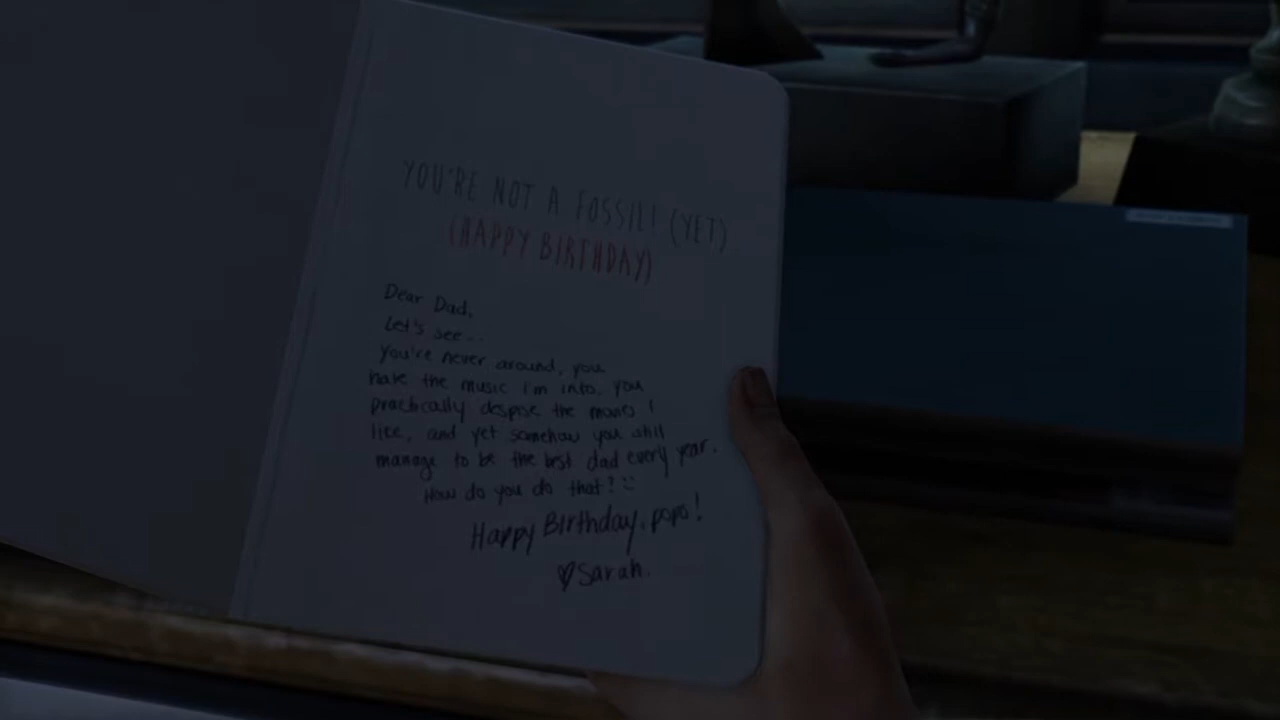 YOU'RE NOT A FOSSIL! (YET)
(HAPPY BIRTHDAY)
Dear Dad,
Let's see...
You're never around, you
hate the music I'm into, you
practically despise the movies I
like, and yet somehow you still
manage to be the best dad every year.
How do you do that? :)
Happy Birthday, papa!
♡ Sarah.